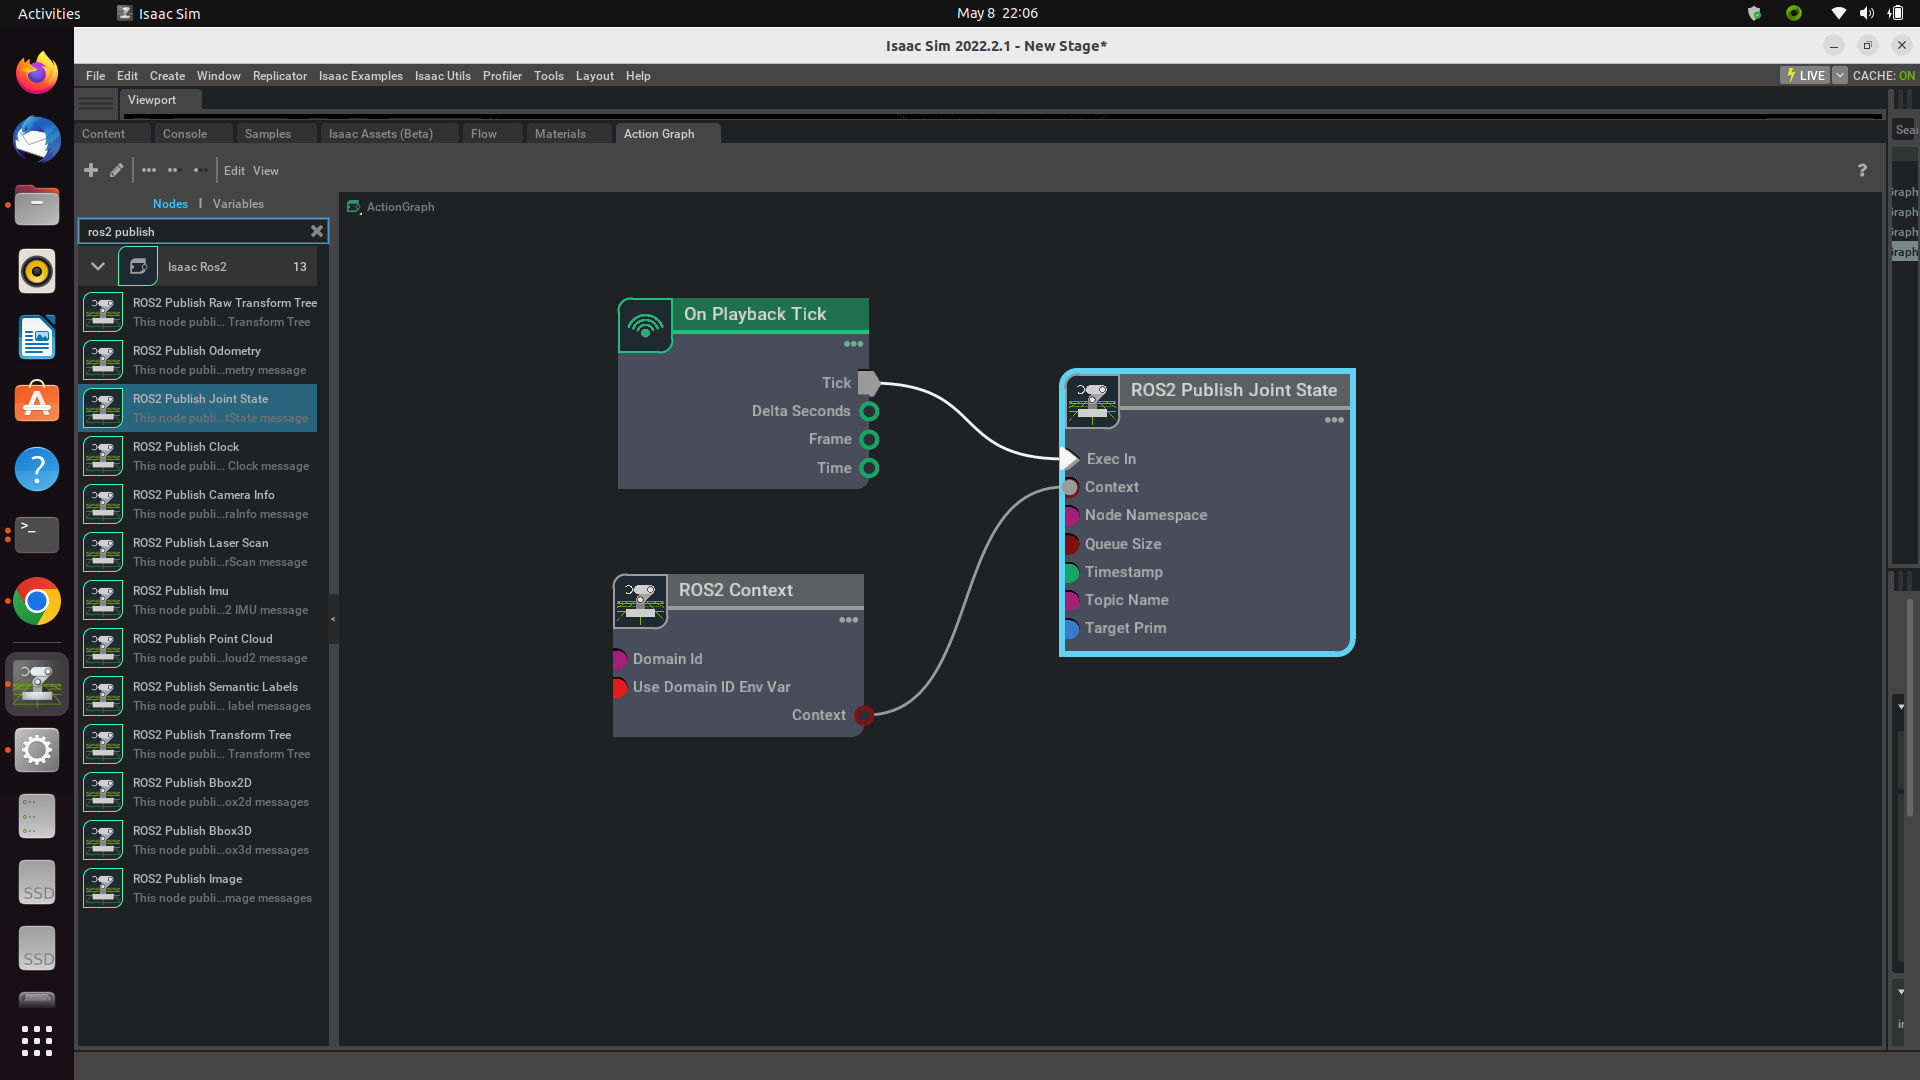 Activities
Isaac Sim
May 8 22:06
Isaac Sim 2022.2.1 - New Stage*
File Edit Create Window Replicator Isaac Examples Isaac Utils Profiler Tools Layout Help
LIVE
CACHE: ON
Viewport
Content Console Samples Isaac Assets (Beta) Flow Materials Action Graph
Edit View
?
Nodes | Variables
ros2 publish
ActionGraph
Isaac Ros2 13
ROS2 Publish Raw Transform Tree
This node publi... Transform Tree
ROS2 Publish Odometry
This node publi...metry message
ROS2 Publish Joint State
This node publi...tState message
ROS2 Publish Clock
This node publi... Clock message
ROS2 Publish Camera Info
This node publi...raInfo message
ROS2 Publish Laser Scan
This node publi...rScan message
ROS2 Publish Imu
This node publi...2 IMU message
ROS2 Publish Point Cloud
This node publi...loud2 message
ROS2 Publish Semantic Labels
This node publi... label messages
ROS2 Publish Transform Tree
This node publi... Transform Tree
ROS2 Publish Bbox2D
This node publi...ox2d messages
ROS2 Publish Bbox3D
This node publi...ox3d messages
ROS2 Publish Image
This node publi...mage messages
On Playback Tick
Tick
Delta Seconds
Frame
Time
ROS2 Context
Domain Id
Use Domain ID Env Var
Context
ROS2 Publish Joint State
Exec In
Context
Node Namespace
Queue Size
Timestamp
Topic Name
Target Prim
Sea
Graph
Graph
Graph
Graph
SSD
SSD